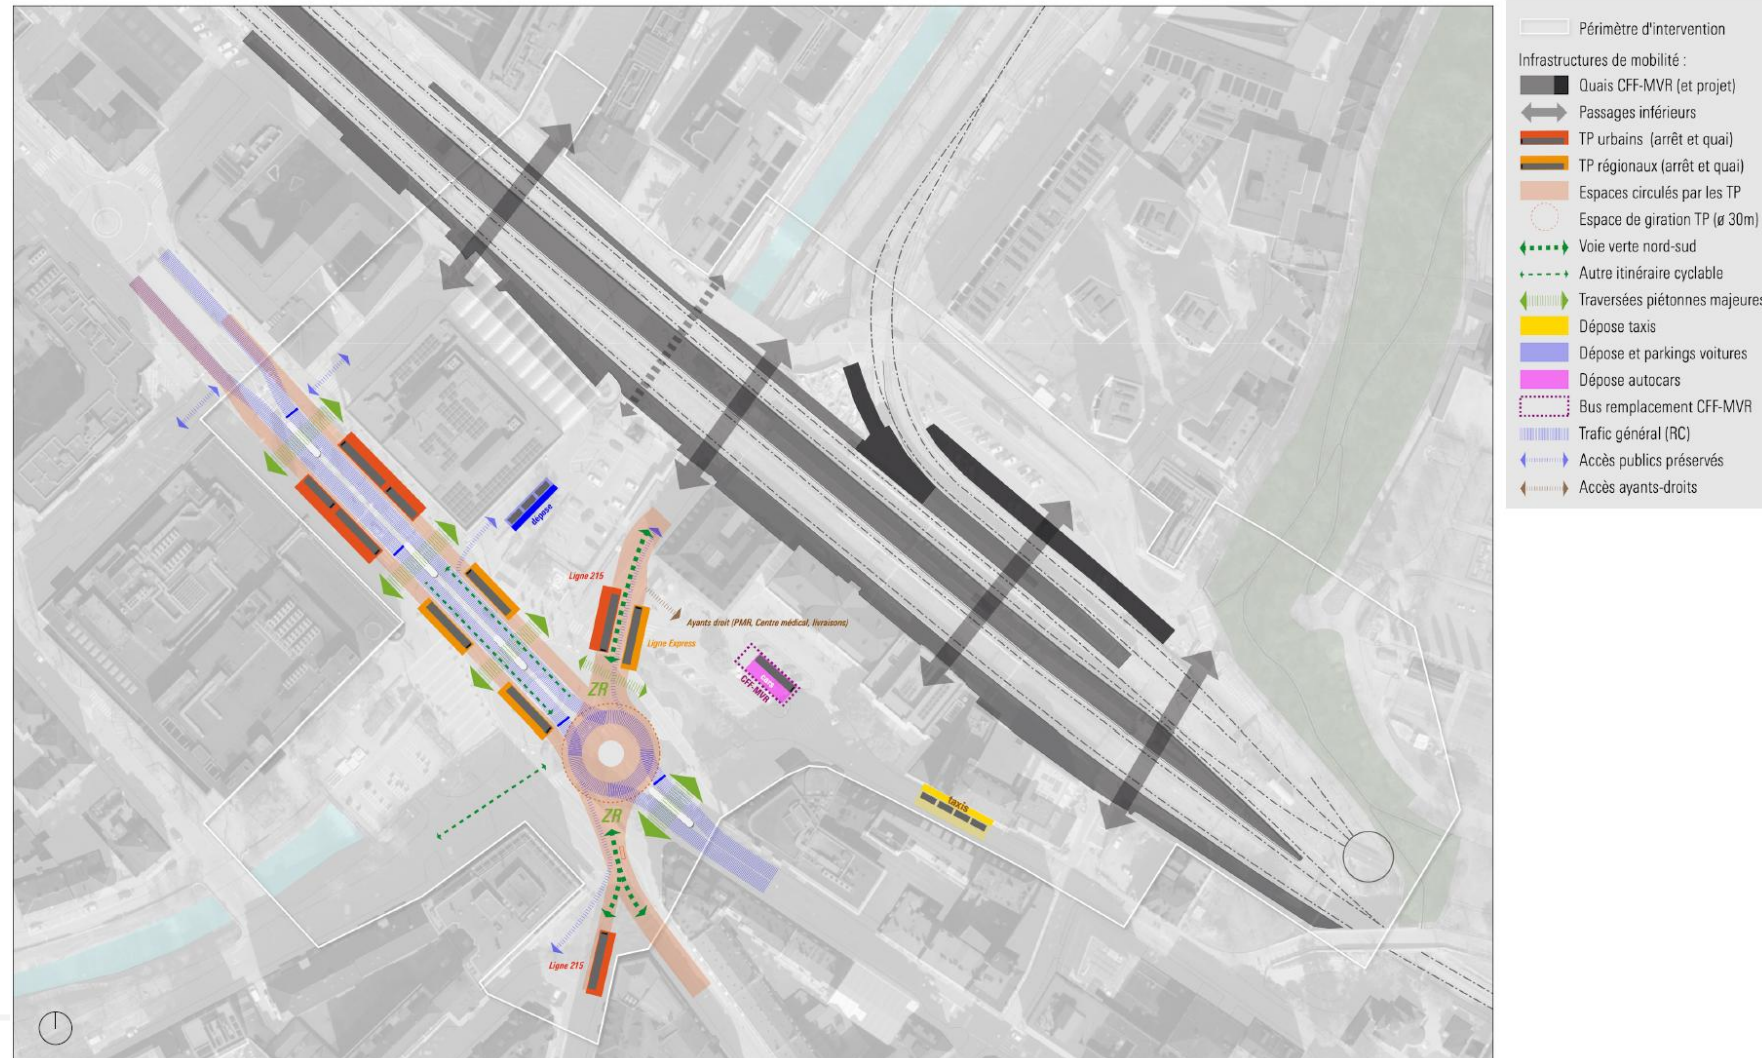 Périmètre d'intervention
Infrastructures de mobilité :
Quais CFF-MVR (et projet)
Passages inférieurs
TP urbains (arrêt et quai)
TP régionaux (arrêt et quai)
Espaces circulés par les TP
Espace de giration TP (ø 30m)
Voie verte nord-sud
Autre itinéraire cyclable
Traversées piétonnes majeures
Dépose taxis
Dépose et parkings voitures
Dépose autocars
Bus remplacement CFF-MVR
Trafic général (RC)
Accès publics préservés
Accès ayants-droits
dépose
Ligne 215
Ayants droit (PMR, Centre médical, livraisons)
Ligne Express
cars
CFF-MVR
ZR
taxis
ZR
Ligne 215